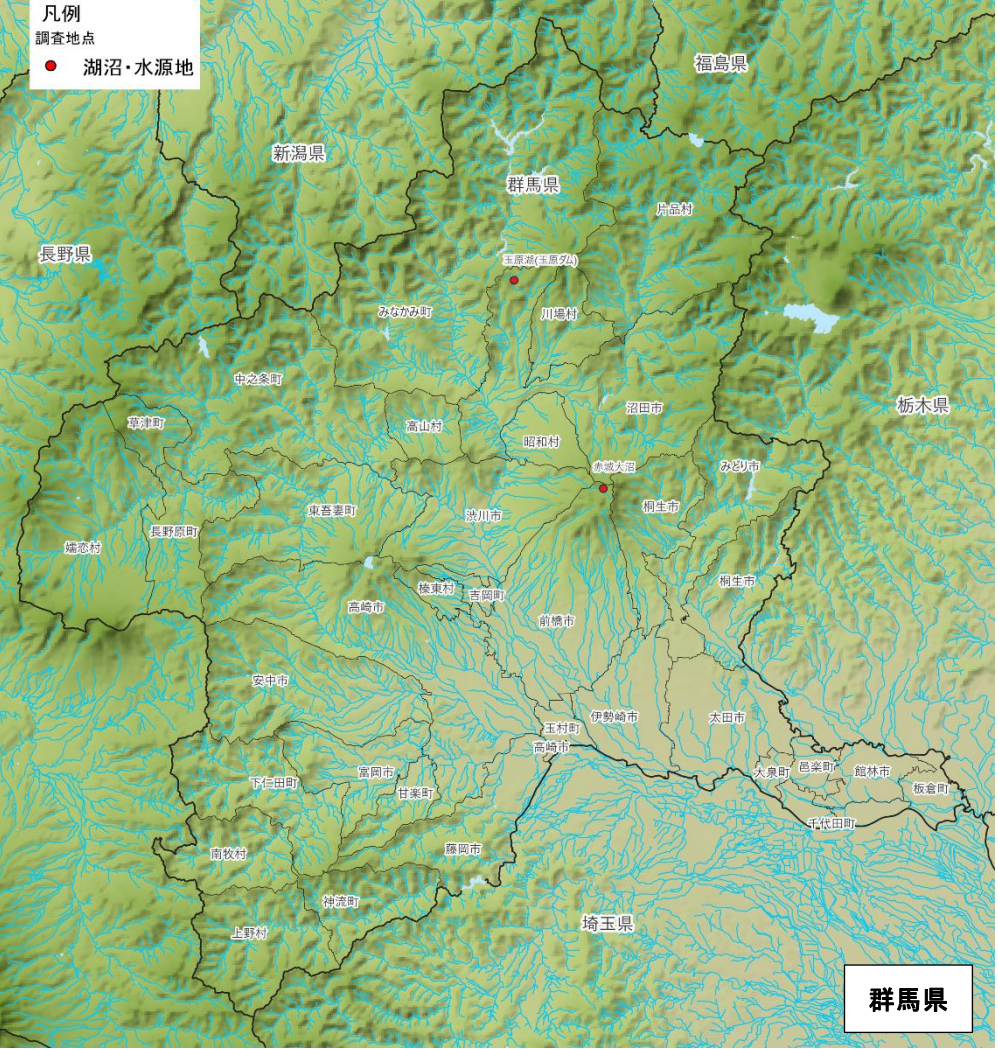 凡例
調査地点
湖沼・水源地
福島県
新潟県
群馬県
片品村
長野県
玉原湖(玉原ダム)
みなかみ町
川場村
中之条町
沼田市
栃木県
草津町
高山村
昭和村
赤城大沼
みどり市
東吾妻町
渋川市
桐生市
長野原町
嬬恋村
桐生市
榛東村
吉岡町
高崎市
前橋市
安中市
伊勢崎市
太田市
玉村町
高崎市
邑楽町
大泉町
館林市
富岡市
下仁田町
甘楽町
板倉町
千代田町
藤岡市
南牧村
神流町
埼玉県
上野村
群馬県